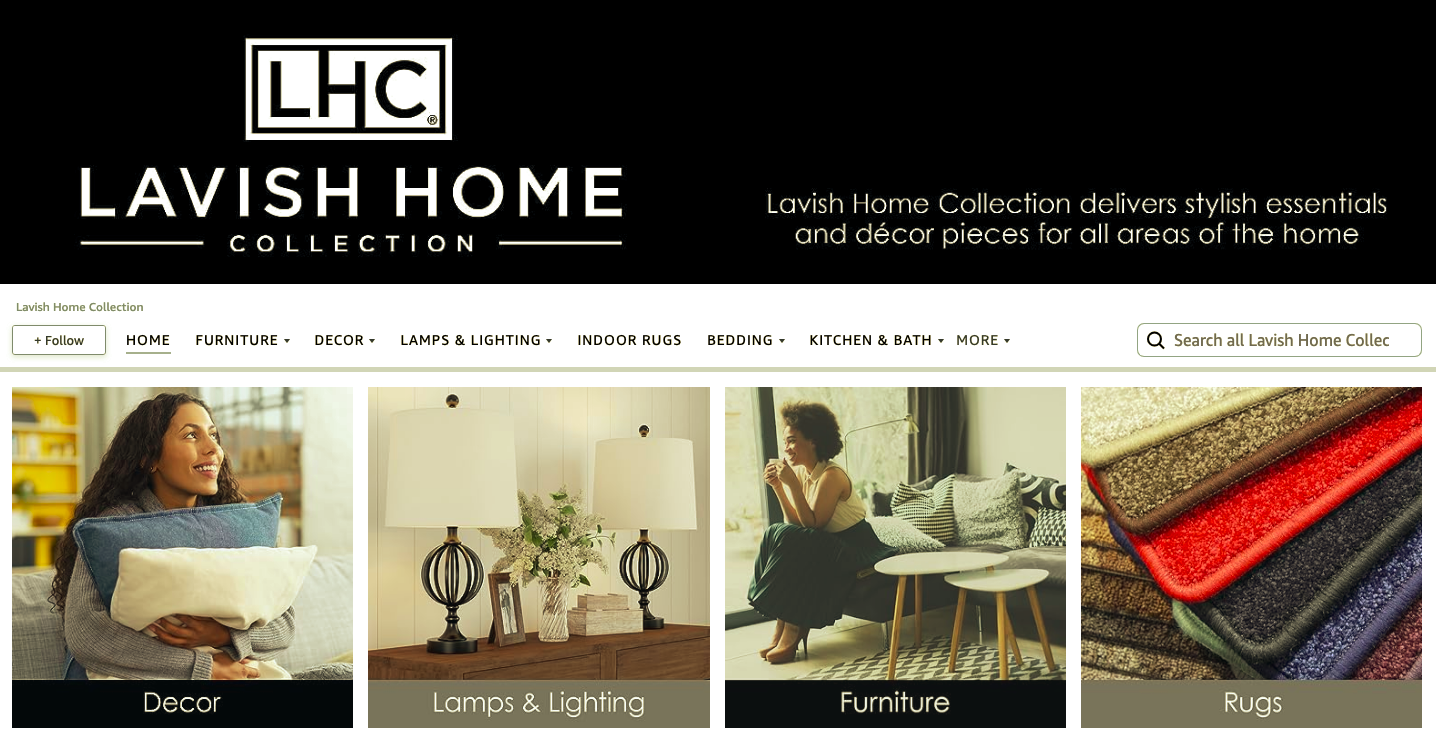 LHC®
LAVISH HOME
COLLECTION
Lavish Home Collection delivers stylish essentials
and décor pieces for all areas of the home
Lavish Home Collection
+ Follow HOME FURNITURE DECOR LAMPS & LIGHTING INDOOR RUGS BEDDING KITCHEN & BATH MORE Search all Lavish Home Collec
Decor Lamps & Lighting Furniture Rugs